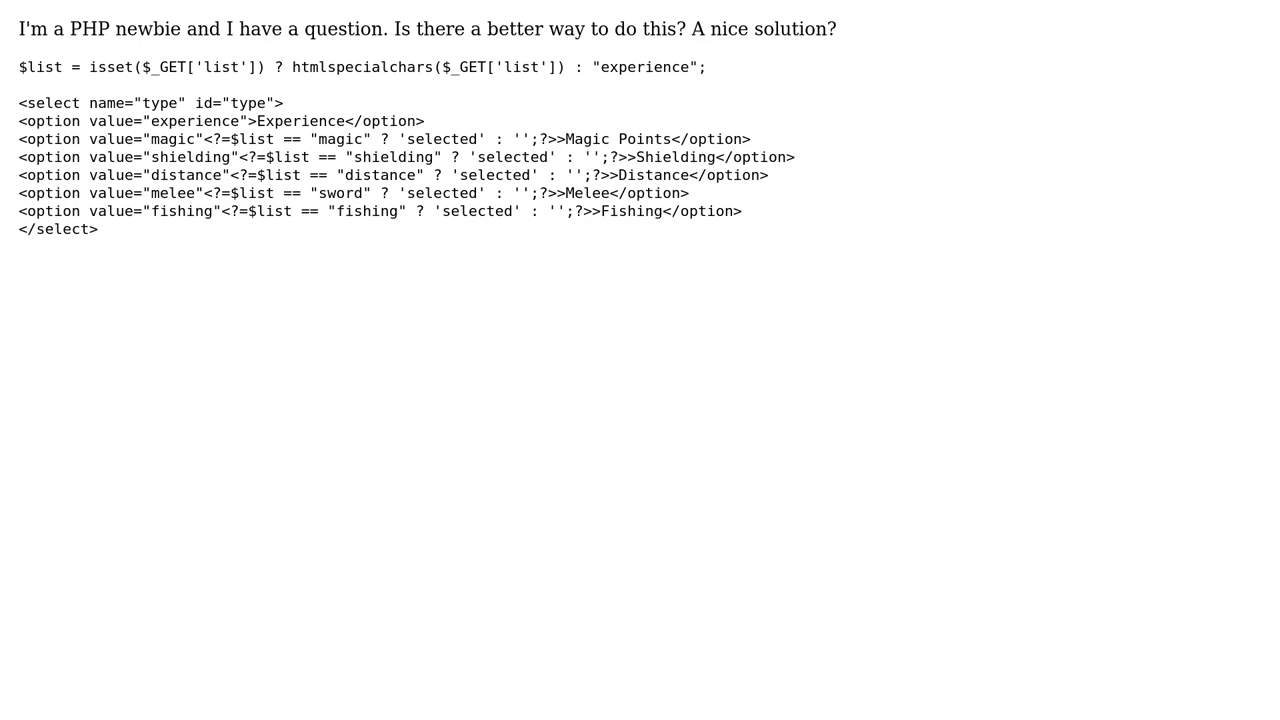 I'm a PHP newbie and I have a question. Is there a better way to do this? A nice solution?
$list = isset($_GET['list']) ? htmlspecialchars($_GET['list']) : "experience";
<select name="type" id="type">
<option value="experience">Experience</option>
<option value="magic"<?=$list == "magic" ? 'selected' : '';?>>Magic Points</option>
<option value="shielding"<?=$list == "shielding" ? 'selected' : '';?>>Shielding</option>
<option value="distance"<?=$list == "distance" ? 'selected' : '';?>>Distance</option>
<option value="melee"<?=$list == "sword" ? 'selected' : '';?>>Melee</option>
<option value="fishing"<?=$list == "fishing" ? 'selected' : '';?>>Fishing</option>
</select>